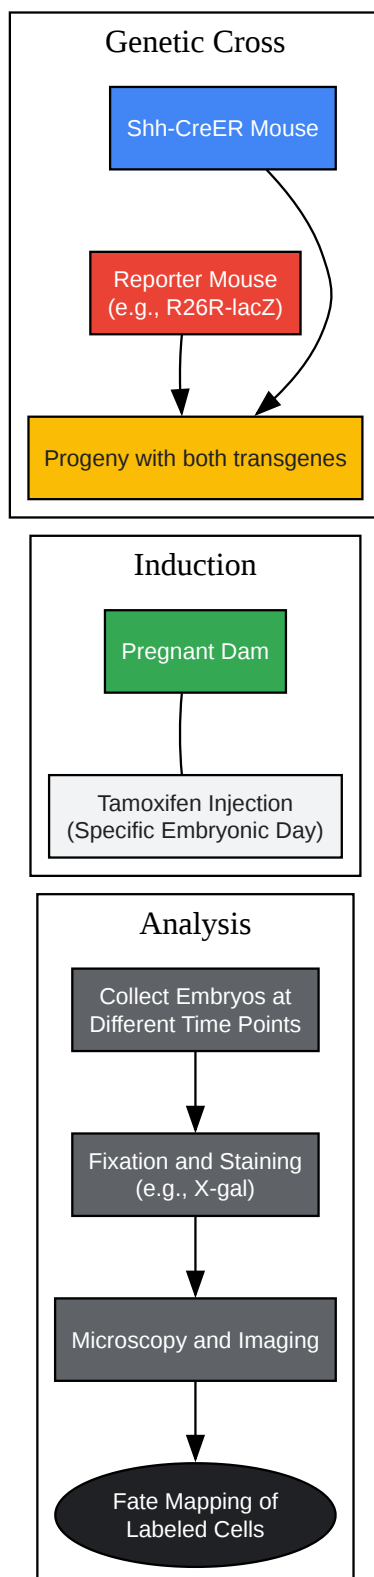 Genetic Cross
Shh-CreER Mouse
Reporter Mouse
(e.g., R26R-lacZ)
Progeny with both transgenes
Induction
Pregnant Dam
Tamoxifen Injection
(Specific Embryonic Day)
Analysis
Collect Embryos at
Different Time Points
Fixation and Staining
(e.g., X-gal)
Microscopy and Imaging
Fate Mapping of
Labeled Cells